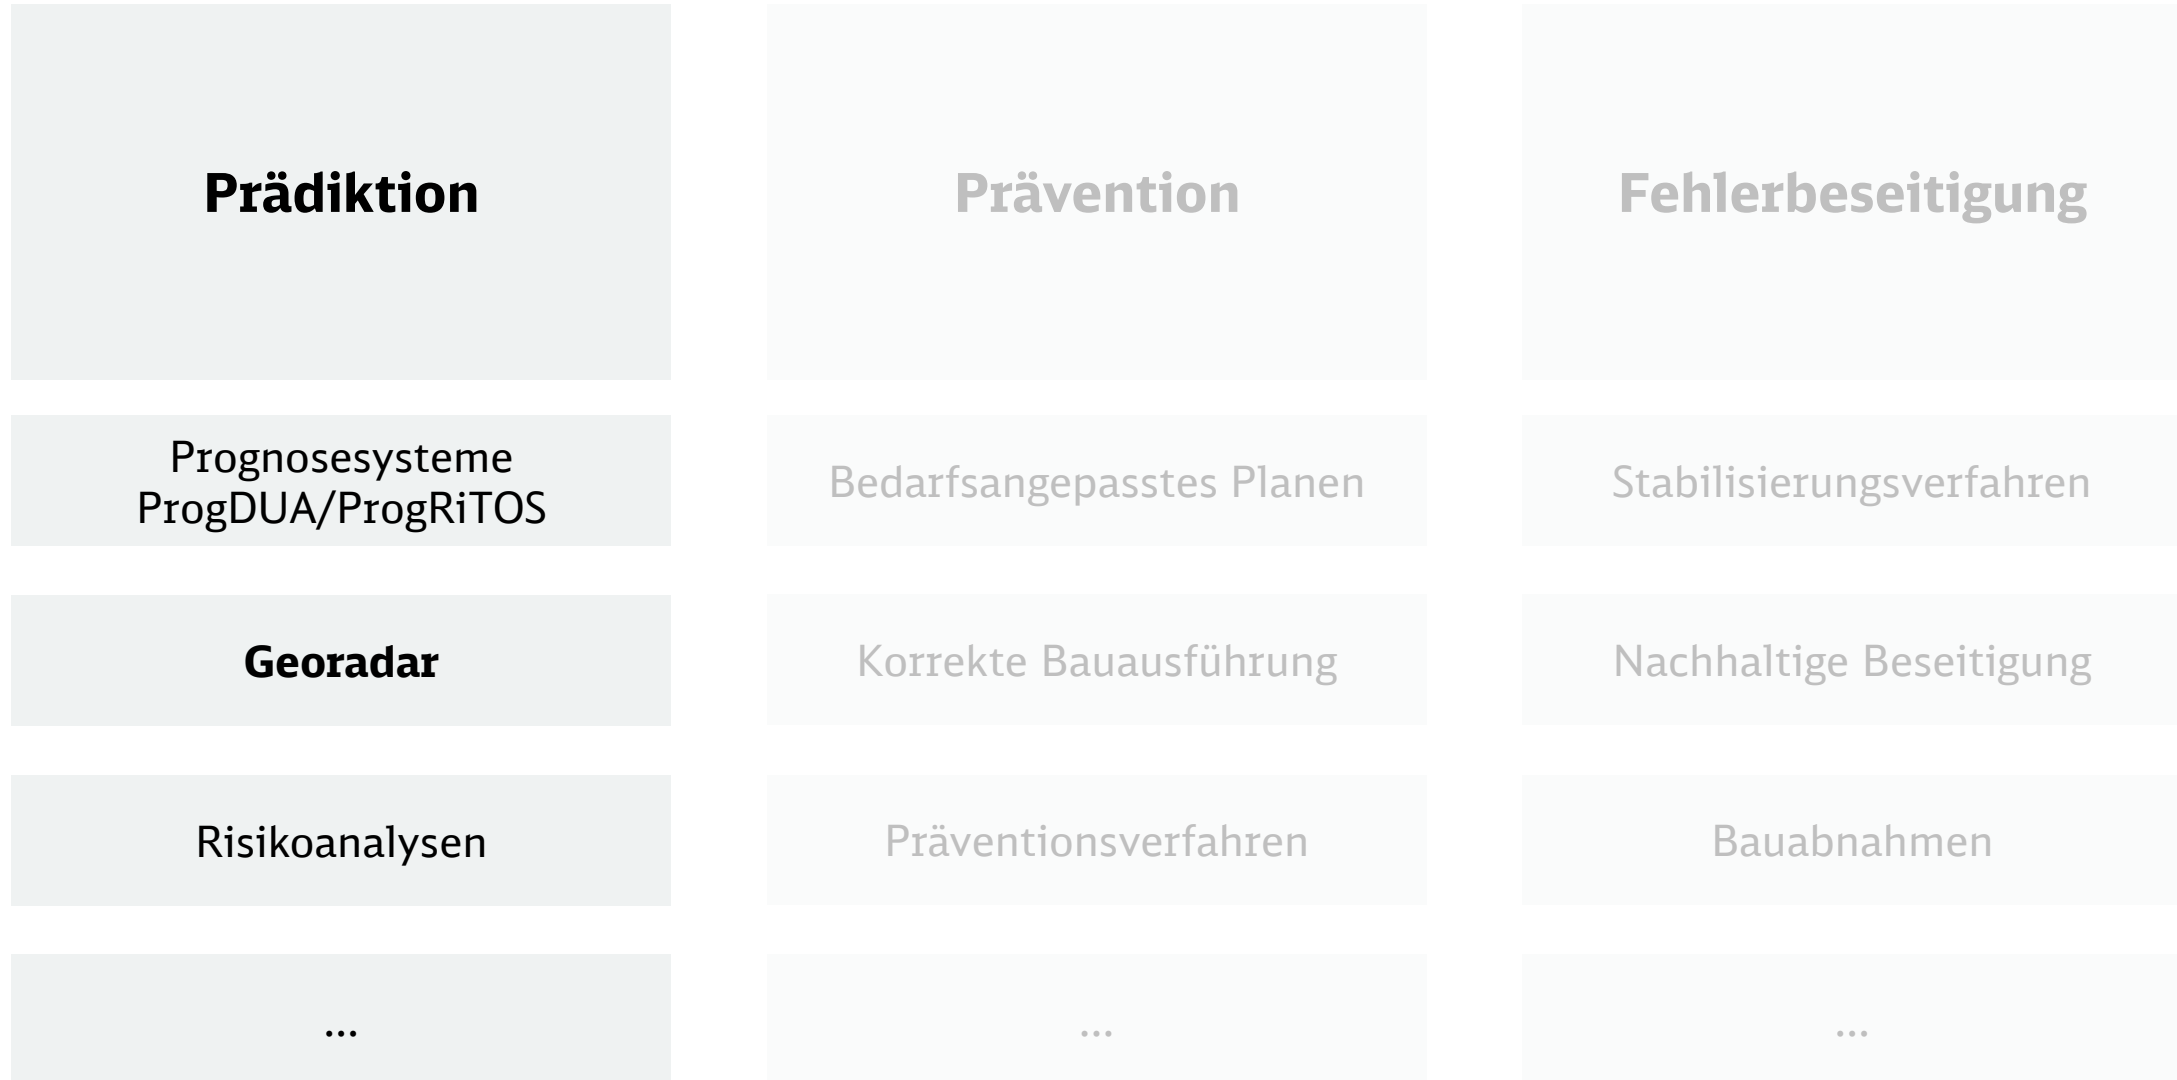 Prädiktion
Prävention
Fehlerbeseitigung
Prognosesysteme
ProgDUA/ProgRiTOS
Bedarfsangepasstes Planen
Stabilisierungsverfahren
Georadar
Korrekte Bauausführung
Nachhaltige Beseitigung
Risikoanalysen
Präventionsverfahren
Bauabnahmen
...
...
...